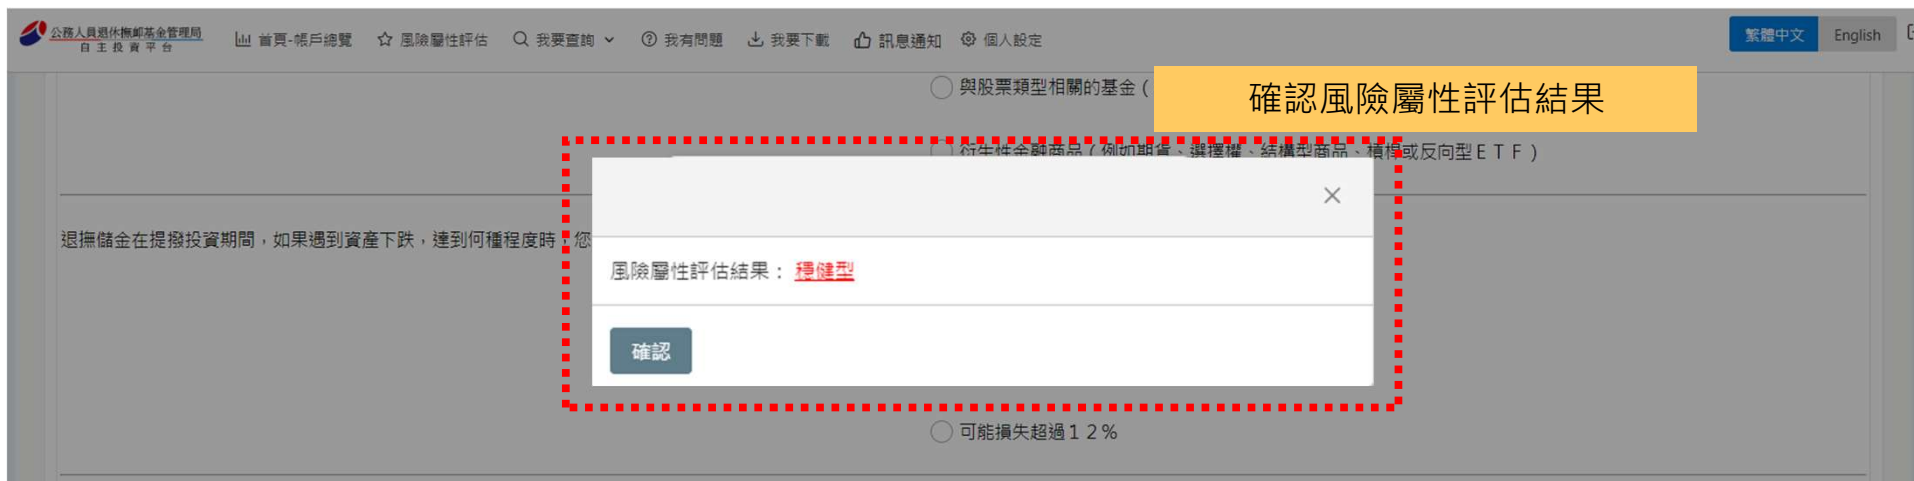 公務人員退休撫卹基金管理局
自主投資平台
首頁-帳戶總覽 風險屬性評估 我要查詢 我有問題 我要下載 訊息通知 個人設定 繁體中文 English
與股票類型相關的基金(
確認風險屬性評估結果
衍生性金融商品(例如期貨、選擇權、結構型商品、槓桿或反向型ETF)
退撫儲金在提撥投資期間,如果遇到資產下跌,達到何種程度時,您
風險屬性評估結果: 穩健型
確認
可能損失超過12%